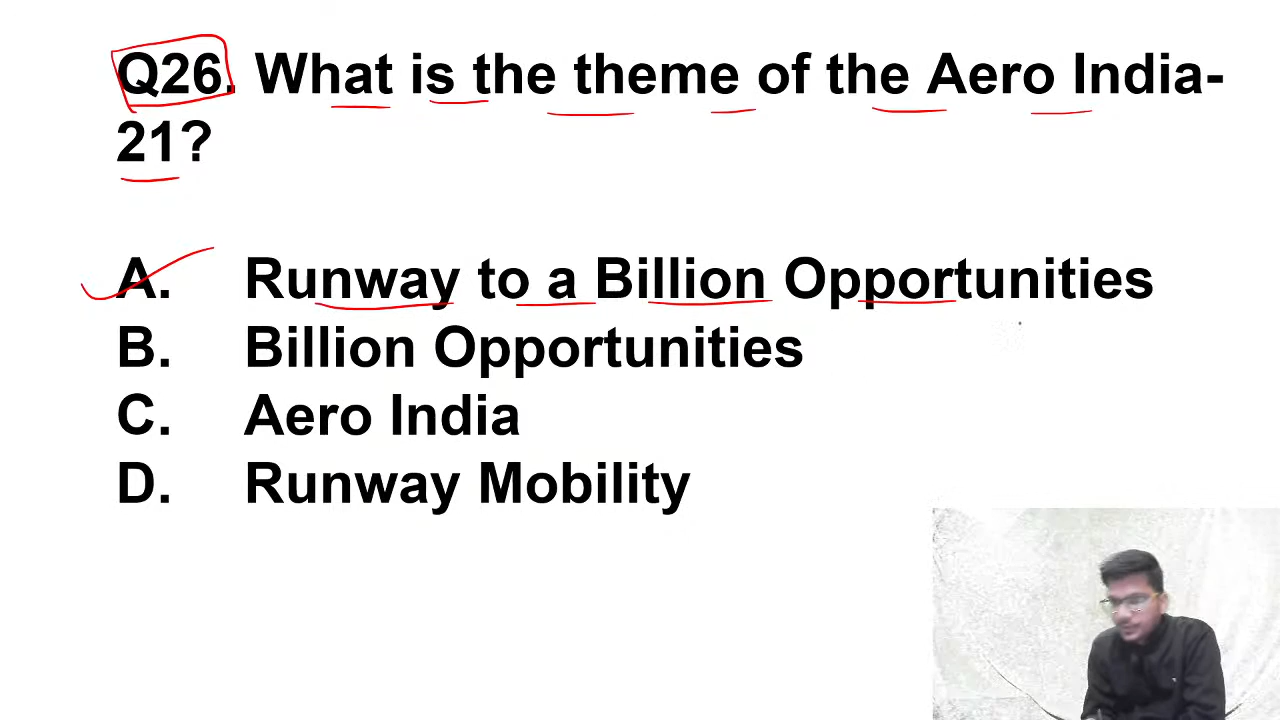 Q26. What is the theme of the Aero India-
21?
A. Runway to a Billion Opportunities
B. Billion Opportunities
C. Aero India
D. Runway Mobility